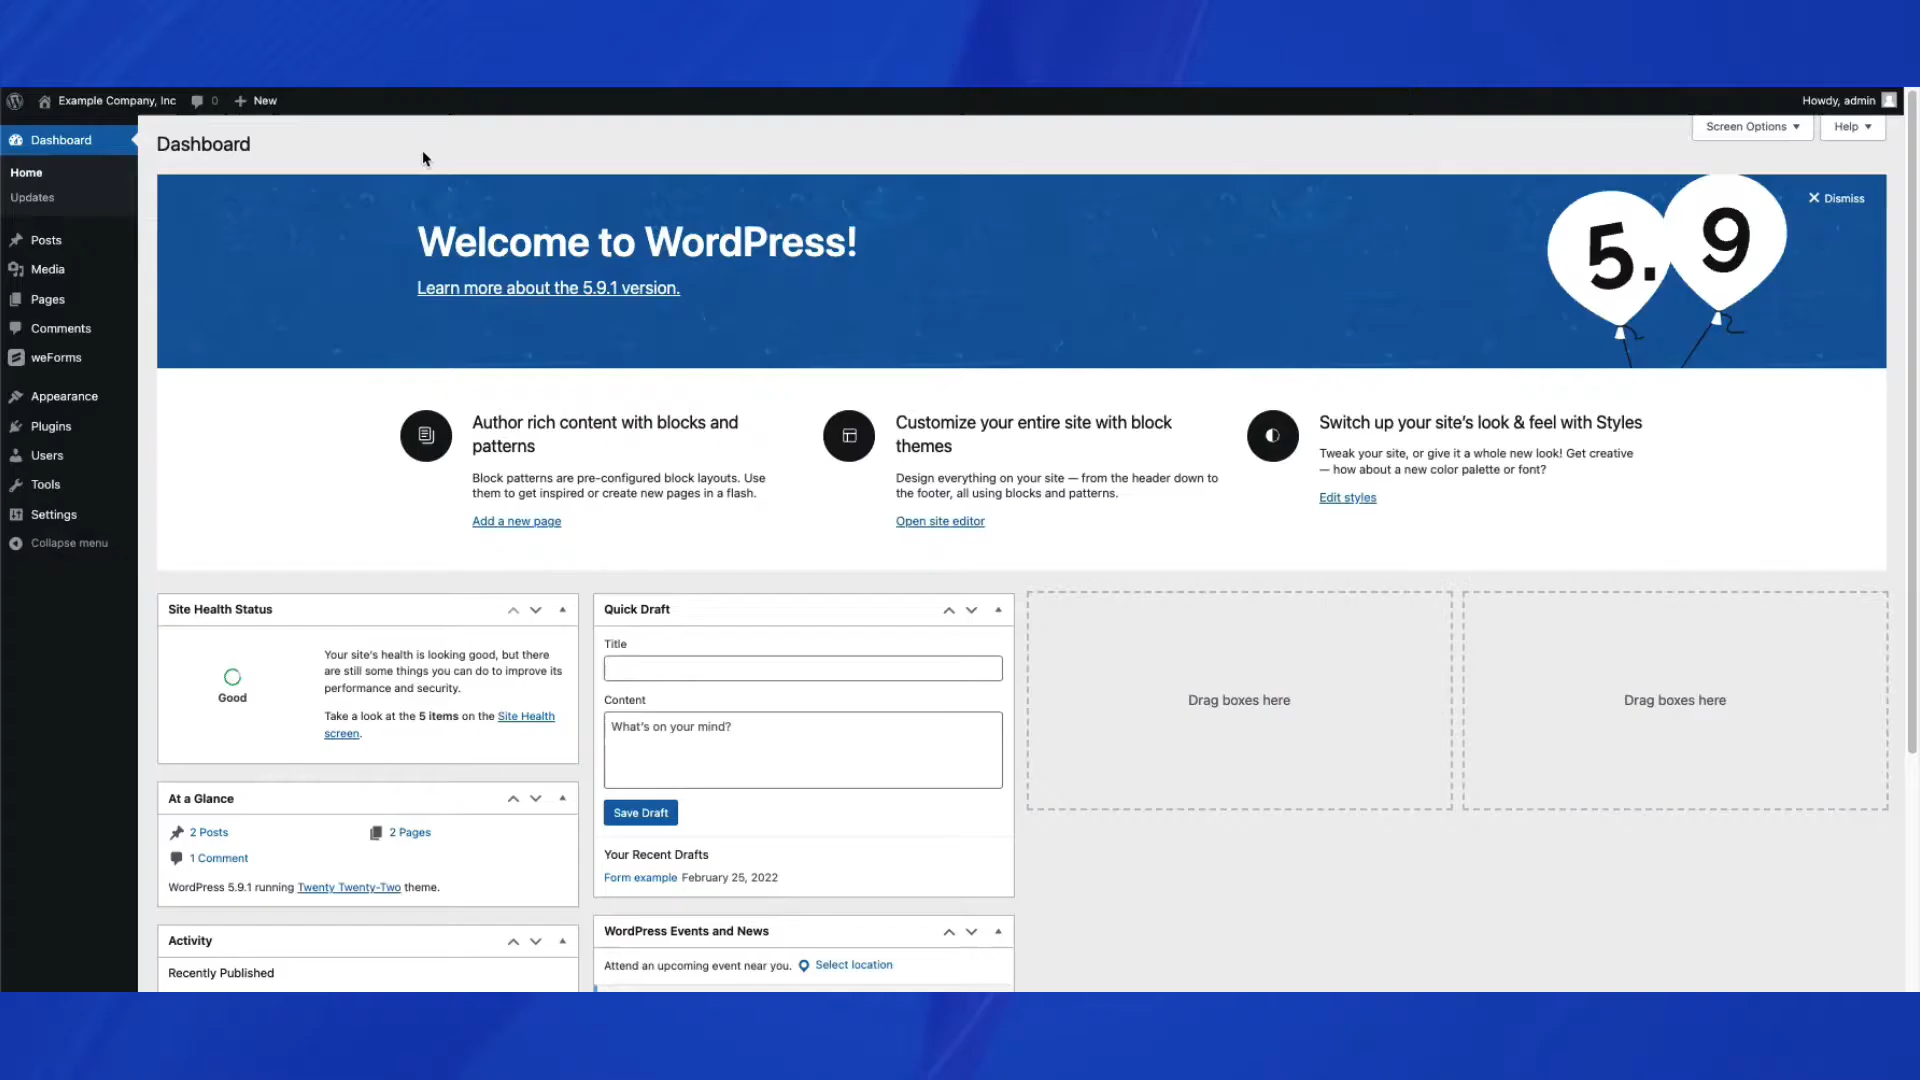 Example Company, Inc 0 New Howdy, admin
Dashboard
Home
Updates
Posts
Media
Pages
Comments
weForms
Appearance
Plugins
Users
Tools
Settings
Collapse menu
Dashboard
Screen Options Help
Welcome to WordPress!
Learn more about the 5.9.1 version.
5.9
Dismiss
Author rich content with blocks and
patterns
Block patterns are pre-configured block layouts. Use
them to get inspired or create new pages in a flash.
Add a new page
Customize your entire site with block
themes
Design everything on your site — from the header down to
the footer, all using blocks and patterns.
Open site editor
Switch up your site's look & feel with Styles
Tweak your site, or give it a whole new look! Get creative
— how about a new color palette or font?
Edit styles
Site Health Status
Good
Your site's health is looking good, but there
are still some things you can do to improve its
performance and security.
Take a look at the 5 items on the Site Health
screen.
At a Glance
2 Posts 2 Pages
1 Comment
WordPress 5.9.1 running Twenty Twenty-Two theme.
Activity
Recently Published
Quick Draft
Title
Content
What's on your mind?
Save Draft
Your Recent Drafts
Form example February 25, 2022
WordPress Events and News
Attend an upcoming event near you. Select location
Drag boxes here
Drag boxes here